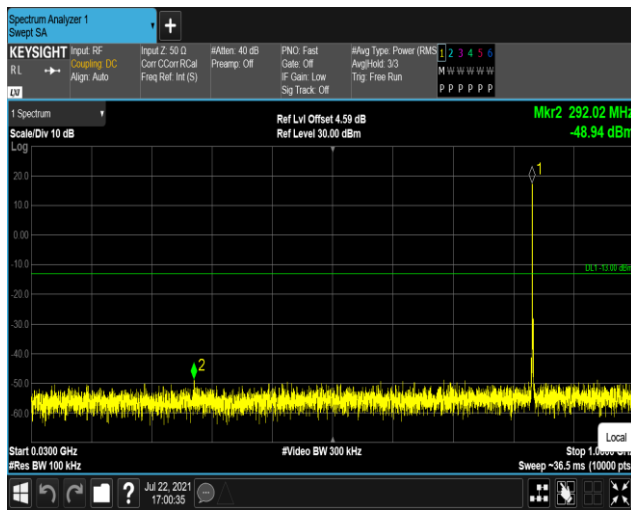 Spectrum Analyzer 1
Swept SA
+
KEYSIGHT Input: RF Input Z: 50 Ω #Atten: 40 dB PNO: Fast #Avg Type: Power (RMS 1 2 3 4 5 6
RL Coupling: DC Corr CCorr RCal Preamp: Off Gate: Off Avg|Hold: 3/3 M W W W W W
Align: Auto Freq Ref: Int (S) IF Gain: Low Trig: Free Run
LXI Sig Track: Off P P P P P P
1 Spectrum
Ref Lvl Offset 4.59 dB Mkr2 292.02 MHz
Scale/Div 10 dB Ref Level 30.00 dBm -48.94 dBm
Log
1
20.0
10.0
0.00
-10.0
DL1 -13.00 dBm
-20.0
-30.0
-40.0
2
-50.0
-60.0
Local
Start 0.0300 GHz #Video BW 300 kHz Stop 1.0000 GHz
#Res BW 100 kHz Sweep ~36.5 ms (10000 pts
? Jul 22, 2021
17:00:35